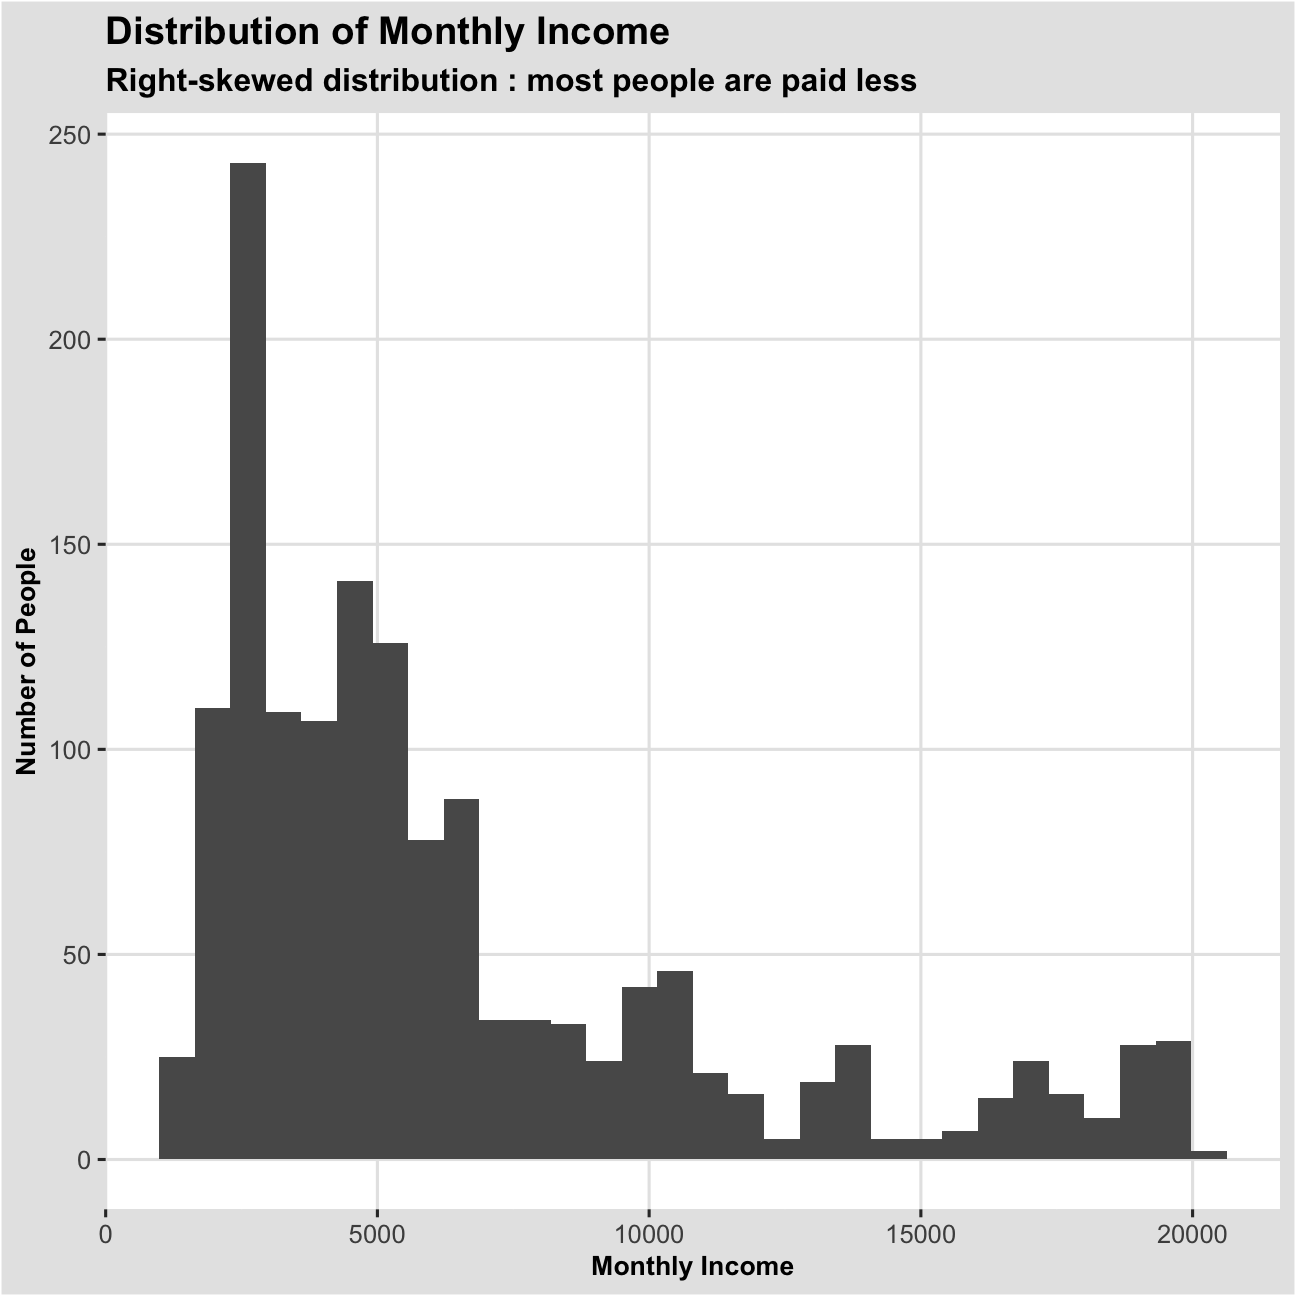 Distribution of Monthly Income
Right-skewed distribution : most people are paid less
250
200
150
100
50
0
Number of People
0 5000 10000 15000 20000
Monthly Income